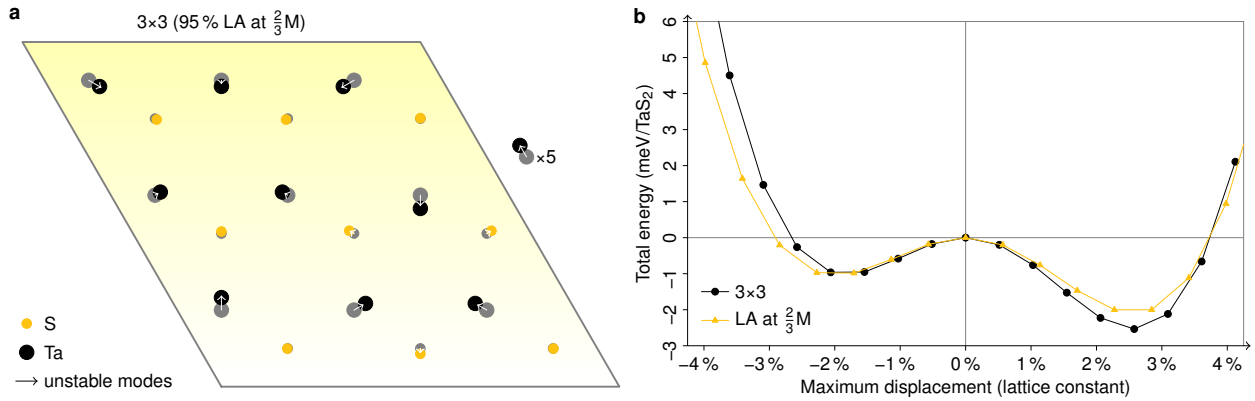 a
3×3 (95 % LA at 2/3 M)
×5
S
Ta
unstable modes
b
Total energy (meV/TaS₂)
6
5
4
3
2
1
0
−1
−2
−3
3×3
LA at 2/3 M
−4 % −3 % −2 % −1 % 0 % 1 % 2 % 3 % 4 %
Maximum displacement (lattice constant)